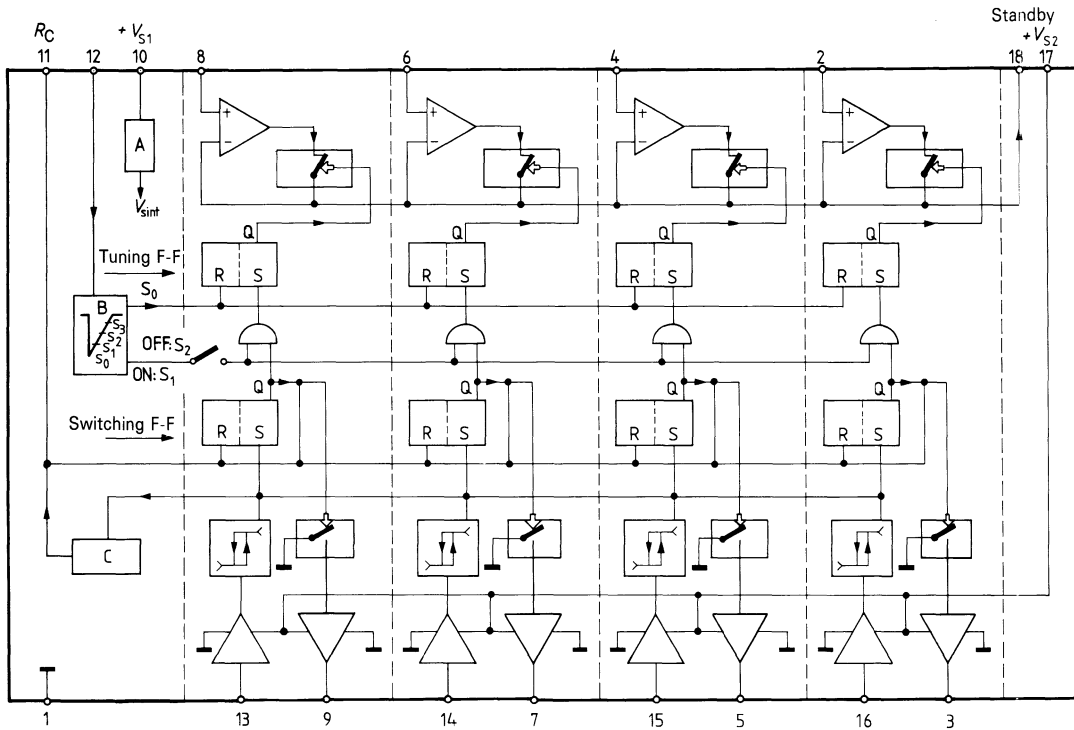 Standby
R_C + V_S1 + V_S2
11 12 10 8 6 4 2 18 17
+ + + +
A
− − − −
V_sint
Q Q Q Q
Tuning F-F
R S R S R S R S
S_0
B
S_3
S_2
S_1
S_0
OFF: S_2
ON: S_1
Q Q Q Q
Switching F-F
R S R S R S R S
C
1 13 9 14 7 15 5 16 3